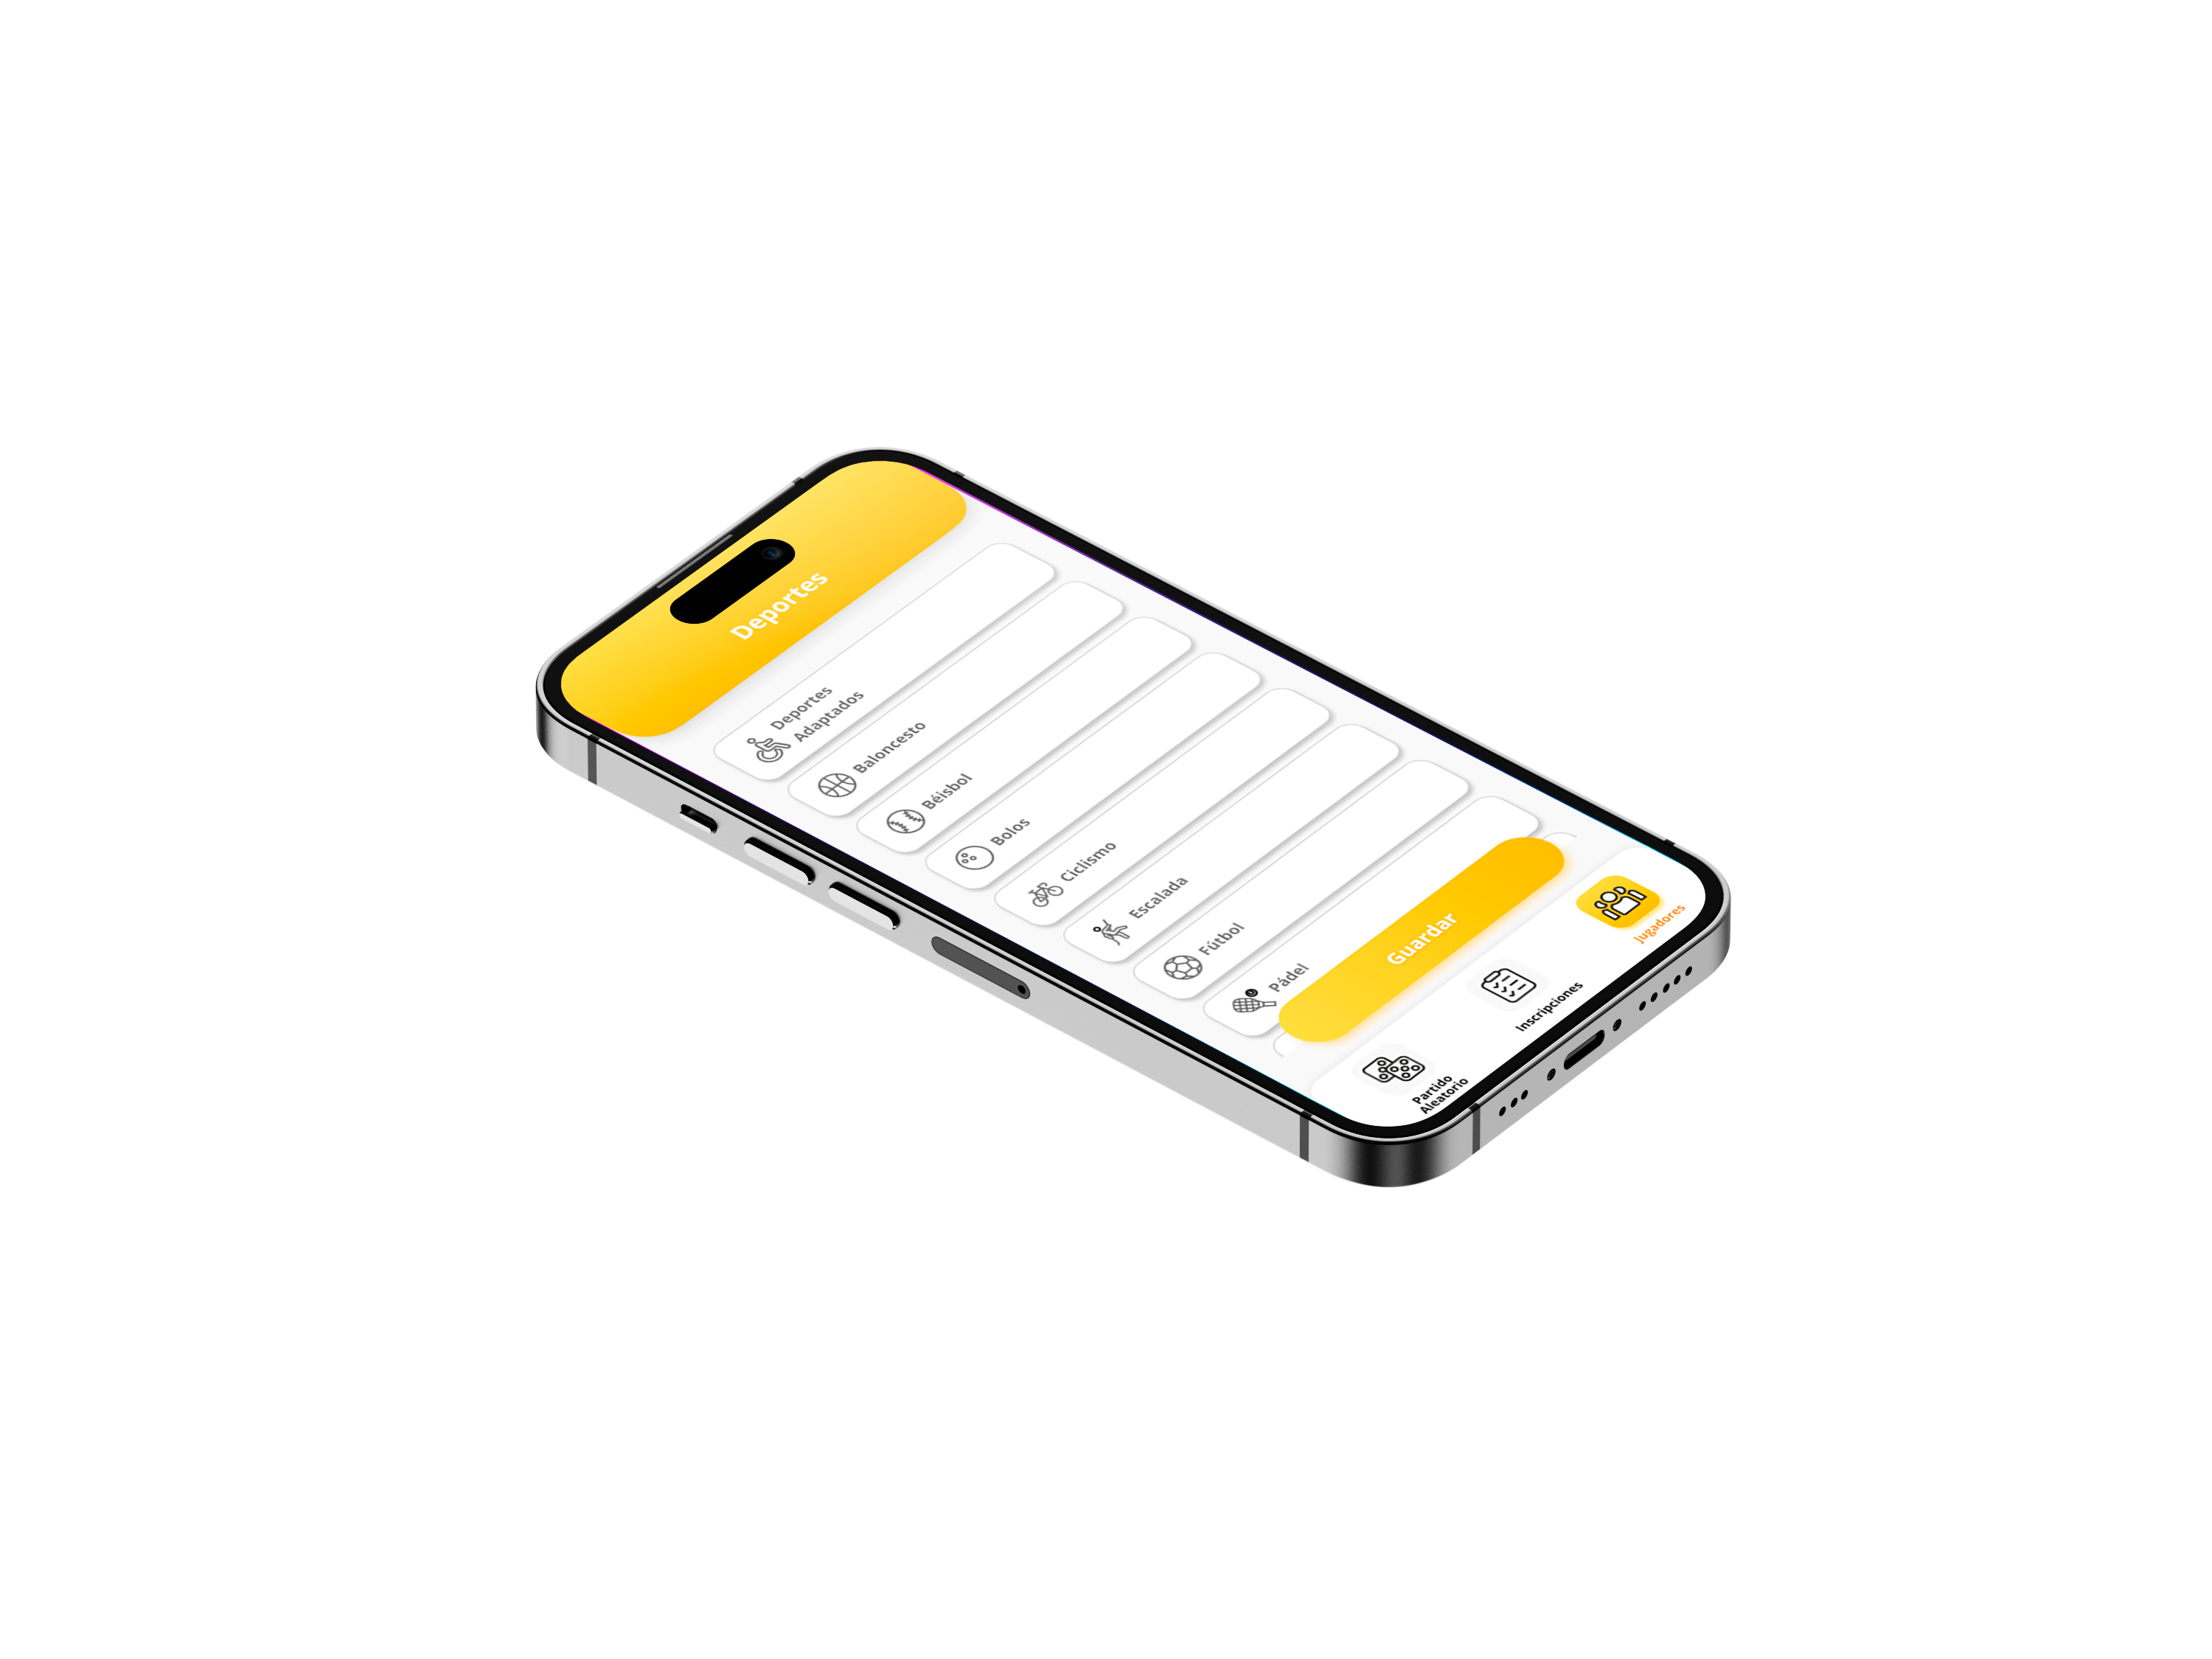 Deportes
Deportes
Adaptados
Baloncesto
Béisbol
Bolos
Ciclismo
Escalada
Fútbol
Pádel
Guardar
Partido
Aleatorio
Inscripciones
Jugadores